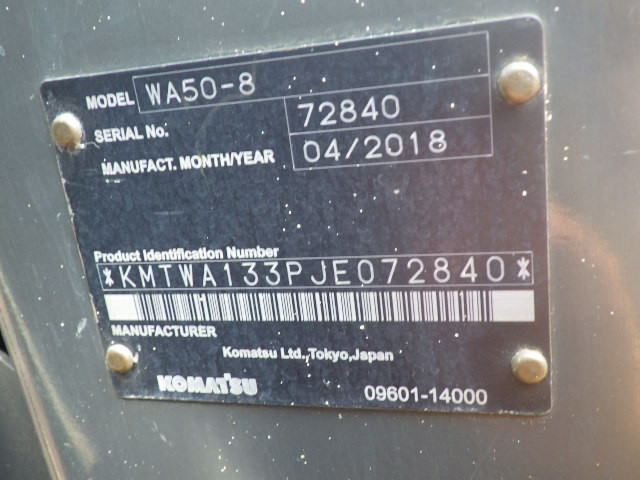 MODEL WA50-8
SERIAL No. 72840
MANUFACT. MONTH/YEAR 04/2018
Product Identification Number
*KMTWA133PJE072840*
MANUFACTURER
Komatsu Ltd.,Tokyo,Japan
KOMATSU 09601-14000